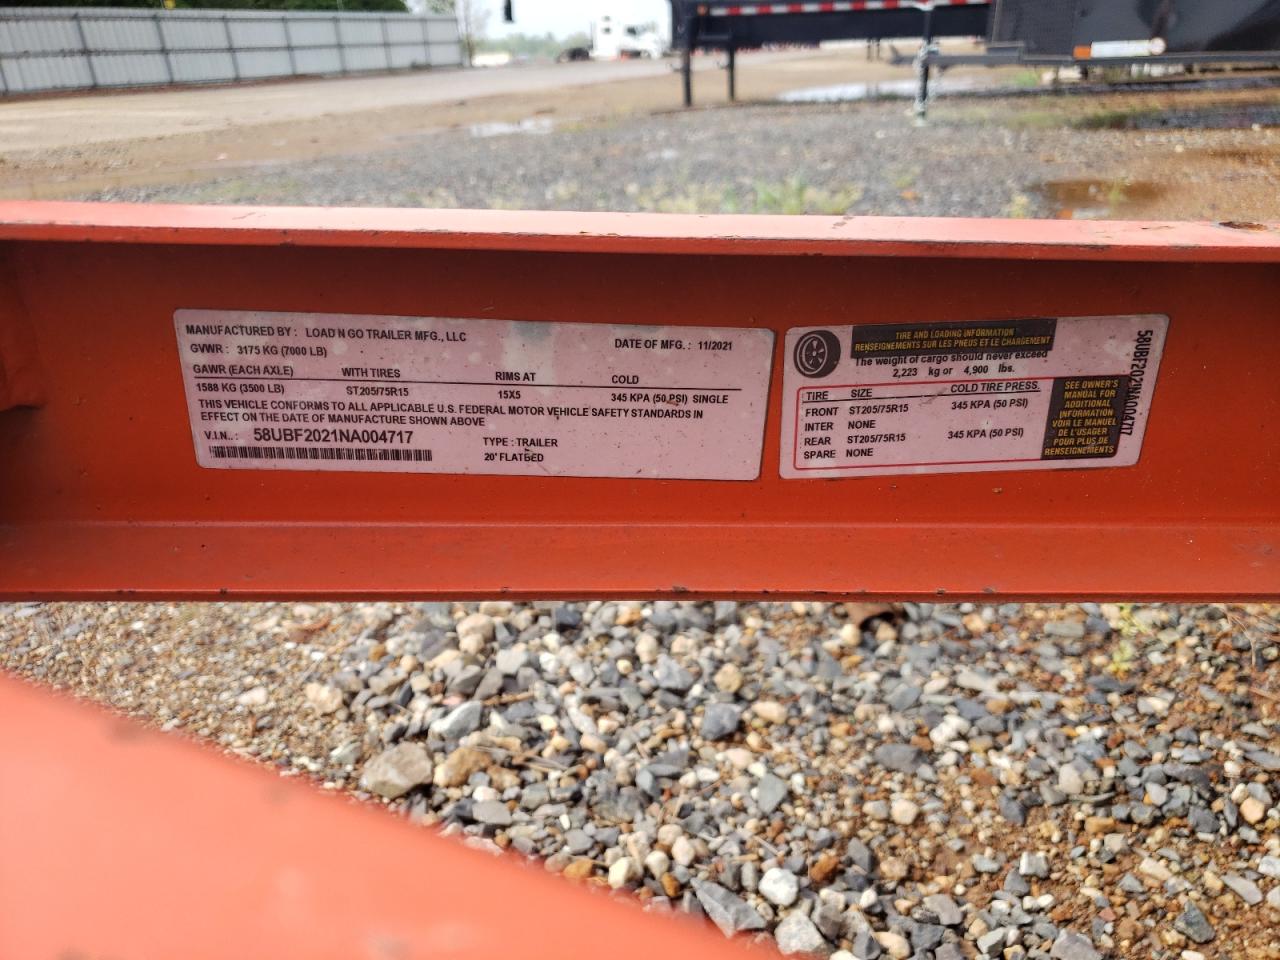 MANUFACTURED BY : LOAD N GO TRAILER MFG., LLC
GVWR : 3175 KG (7000 LB) DATE OF MFG. : 11/2021
GAWR (EACH AXLE) WITH TIRES RIMS AT COLD
1588 KG (3500 LB) ST205/75R15 15X5 345 KPA (50 PSI) SINGLE
THIS VEHICLE CONFORMS TO ALL APPLICABLE U.S. FEDERAL MOTOR VEHICLE SAFETY STANDARDS IN
EFFECT ON THE DATE OF MANUFACTURE SHOWN ABOVE
V.I.N. : 58UBF2021NA004717 TYPE : TRAILER
20' FLATBED
TIRE AND LOADING INFORMATION
RENSEIGNEMENTS SUR LES PNEUS ET LE CHARGEMENT
The weight of cargo should never exceed
2,223 kg or 4,900 lbs.
TIRE SIZE COLD TIRE PRESS.
FRONT ST205/75R15 345 KPA (50 PSI)
INTER NONE
REAR ST205/75R15 345 KPA (50 PSI)
SPARE NONE
SEE OWNER'S
MANUAL FOR
ADDITIONAL
INFORMATION
VOIR LE MANUEL
DE L'USAGER
POUR PLUS DE
RENSEIGNEMENTS
58UBF2021NA004717